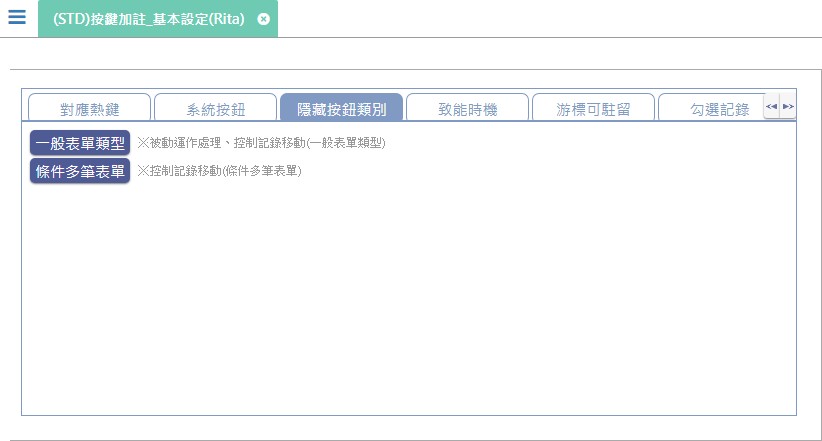 (STD)按鍵加註_基本設定(Rita)
對應熱鍵 系統按鈕 隱藏按鈕類別 致能時機 游標可駐留 勾選記錄
一般表單類型 ※被動運作處理、控制記錄移動(一般表單類型)
條件多筆表單 ※控制記錄移動(條件多筆表單)